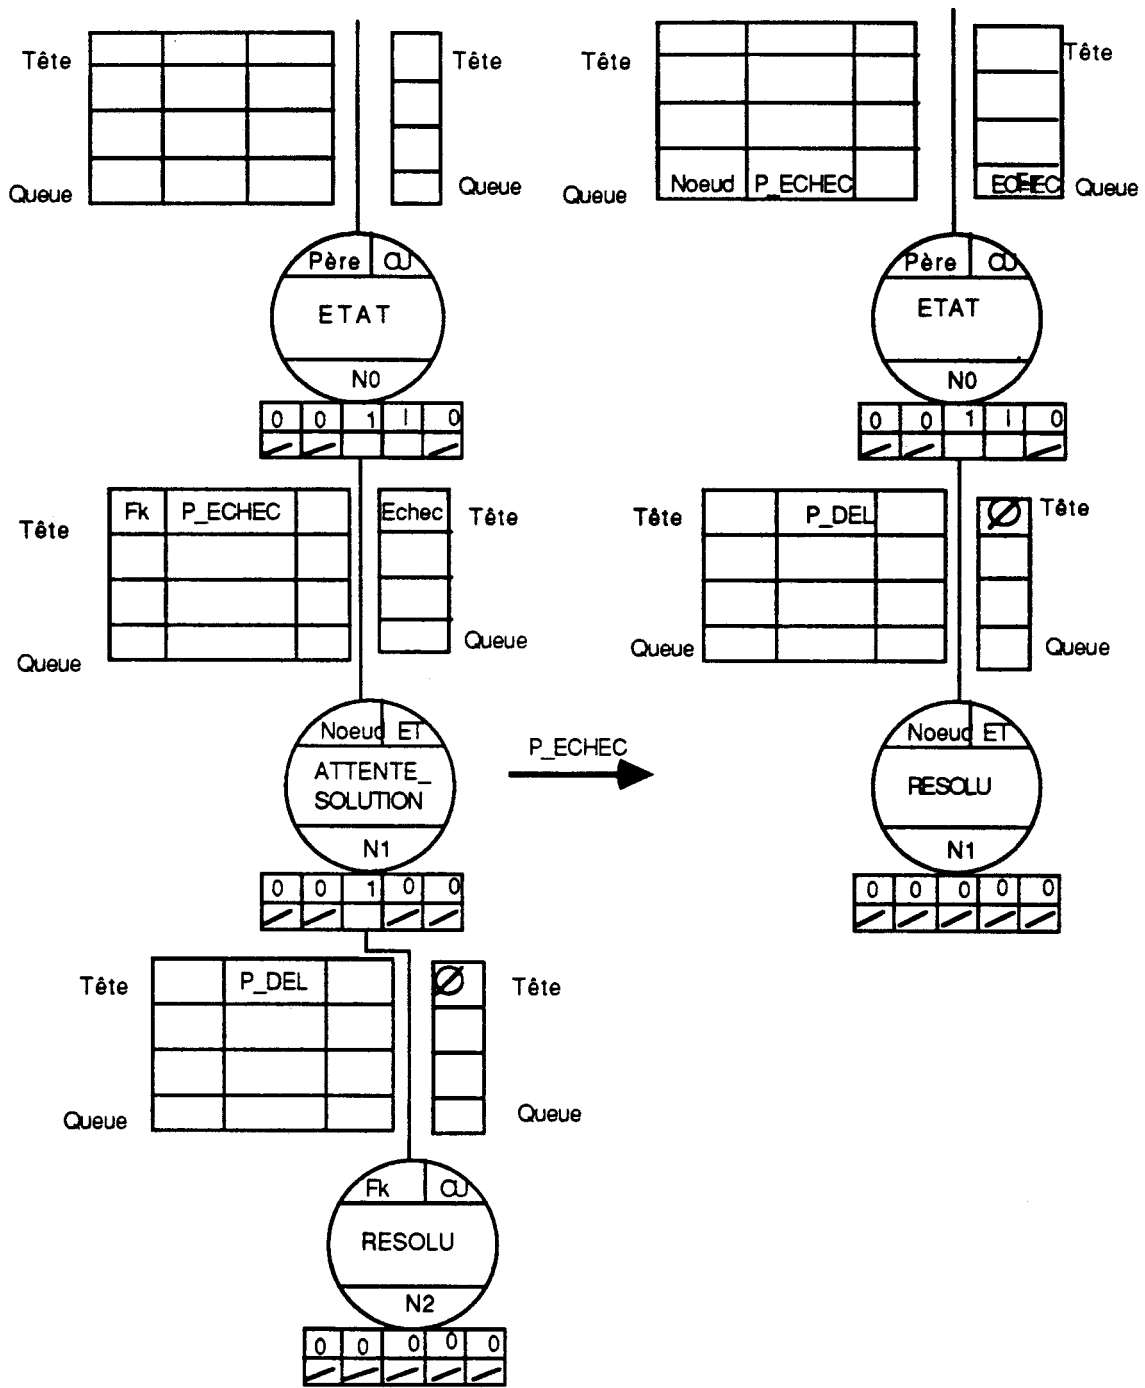 Tête
Tête
Queue
Queue
Père OU
ETAT
N0
0 0 1 I 0
Tête
Fk P_ECHEC
Echec
Tête
Queue
Queue
Noeud ET
ATTENTE_
SOLUTION
N1
0 0 1 0 0
Tête
P_DEL
Ø
Tête
Queue
Queue
Fk OU
RESOLU
N2
0 0 0 0 0
P_ECHEC
Tête
Tête
Queue
Noeud P_ECHEC
ECHEC
Queue
Père OU
ETAT
N0
0 0 1 I 0
Tête
P_DEL
Ø
Tête
Queue
Queue
Noeud ET
RESOLU
N1
0 0 0 0 0